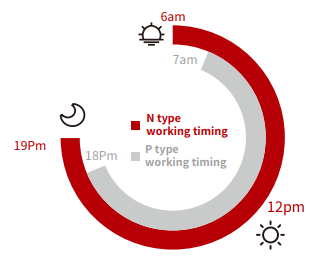 6am
7am
N type
working timing
P type
working timing
19Pm
18Pm
12pm